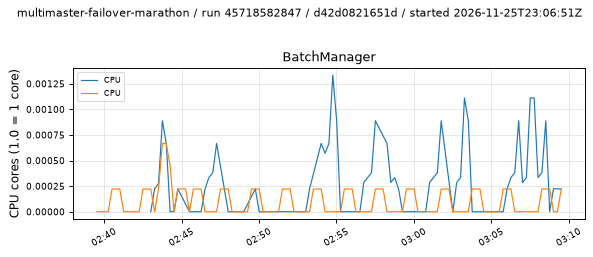 multimaster-failover-marathon / run 45718582847 / d42d0821651d / started 2026-11-25T23:06:51Z
BatchManager
CPU cores (1.0 = 1 core)
0.00125
0.00100
0.00075
0.00050
0.00025
0.00000
CPU
CPU
02:40
02:45
02:50
02:55
03:00
03:05
03:10